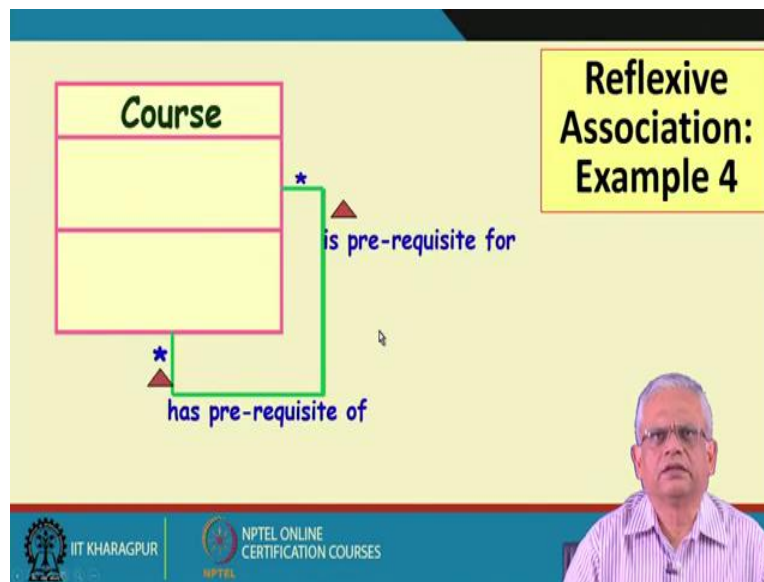 Course
*
is pre-requisite for
*
has pre-requisite of
Reflexive
Association:
Example 4
IIT KHARAGPUR
NPTEL
NPTEL ONLINE
CERTIFICATION COURSES